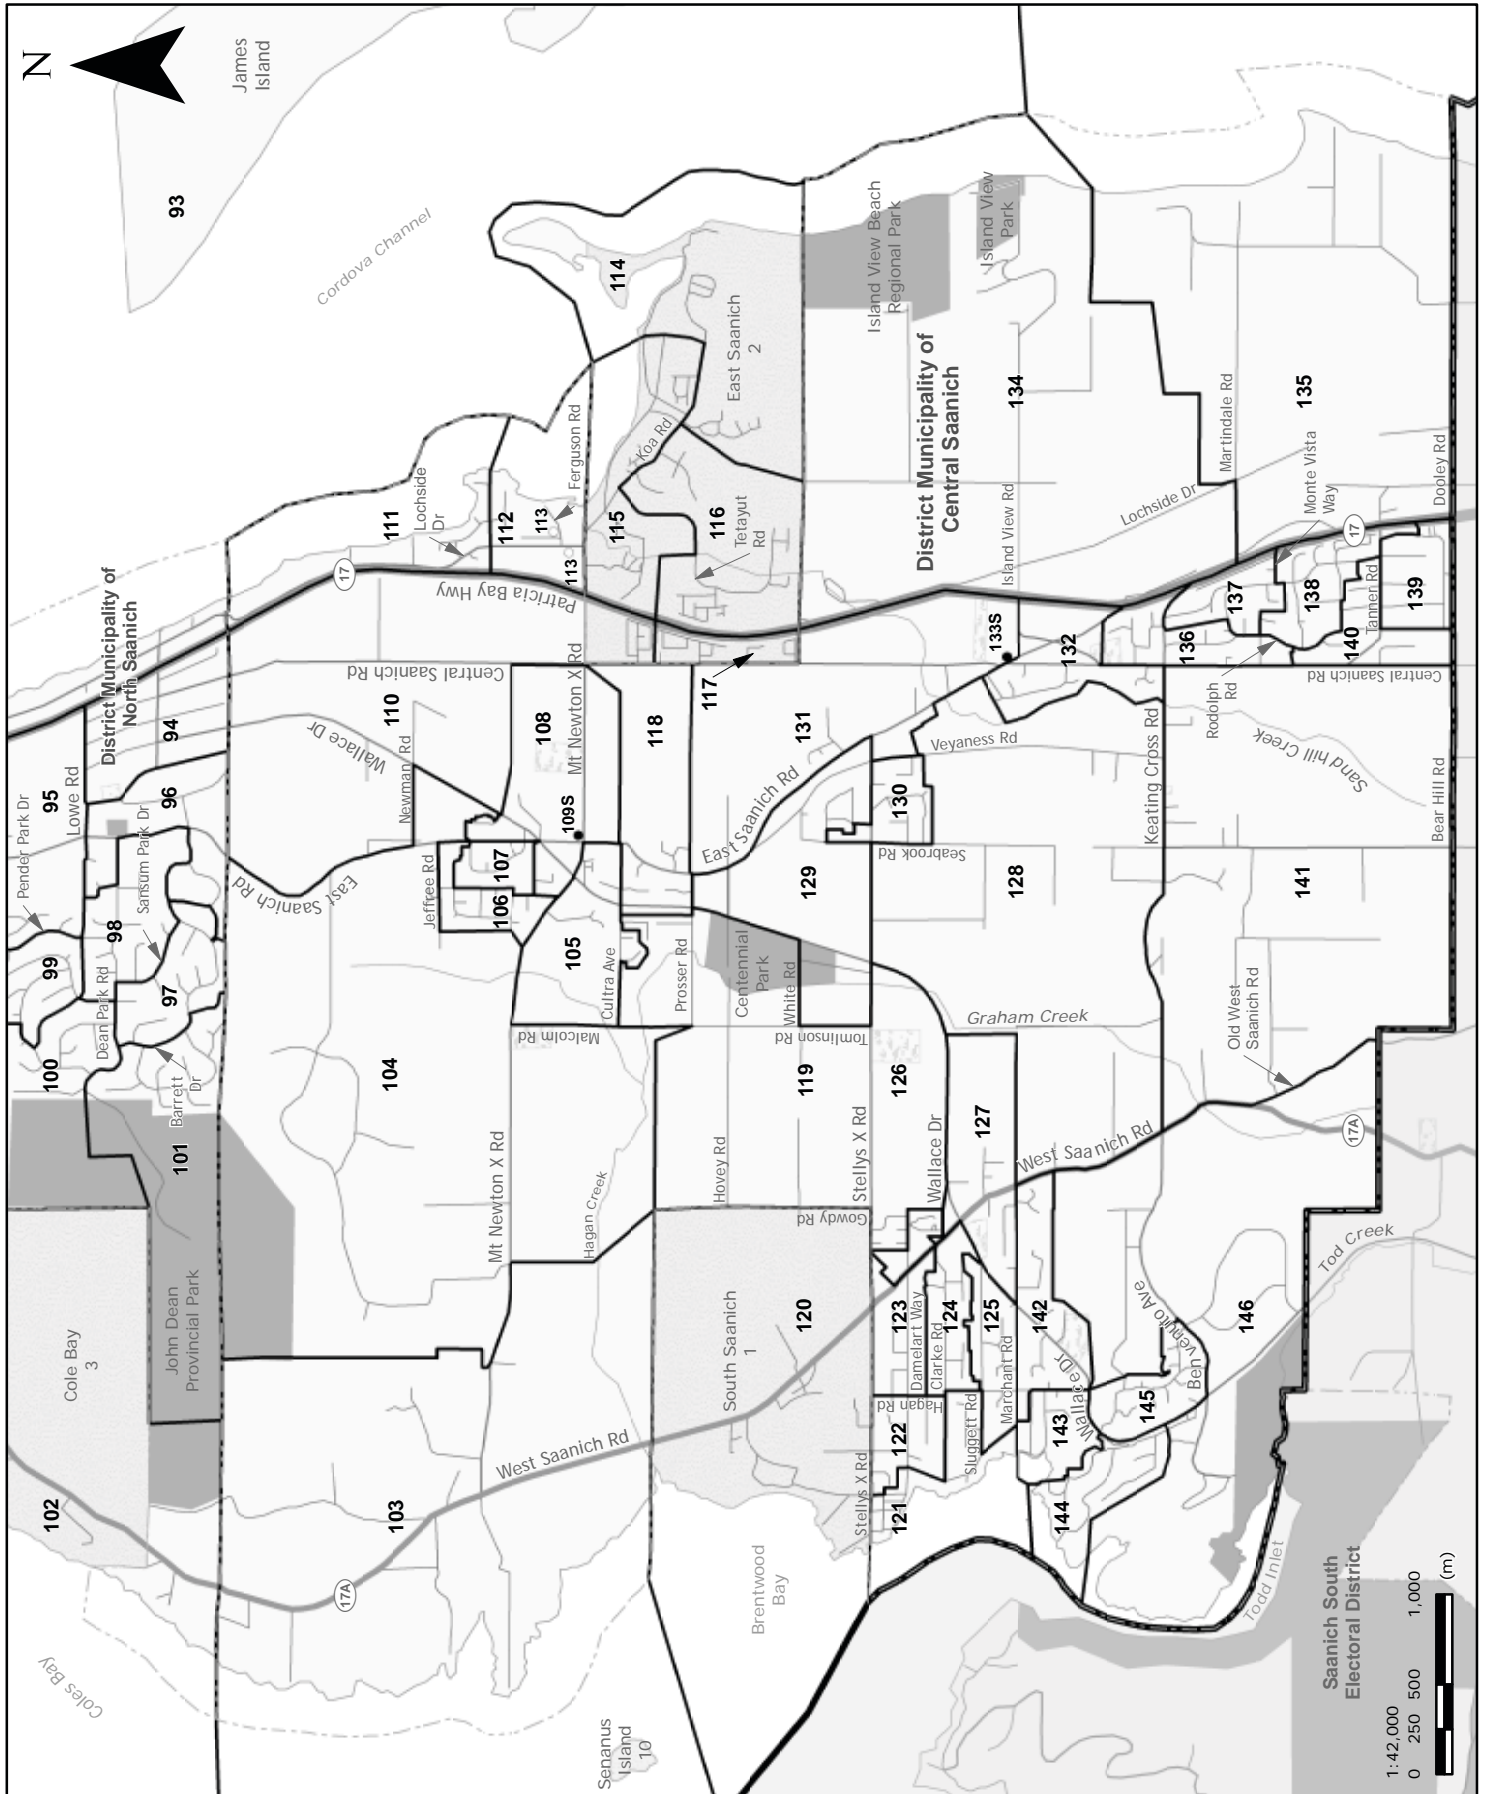 N
James
Island
93
Cordova Channel
114
East Saanich
2
Island View Beach
Regional Park
Island View
Park
District Municipality of
Central Saanich
134
Martindale Rd
135
Monte Vista
Way
Dooley Rd
Lochside Dr
Island View Rd
111
Lochside
Dr
112
113
Ferguson Rd
113
115
Koa Rd
116
Tetayut
Rd
17
Patricia Bay Hwy
District Municipality of
North Saanich
Central Saanich Rd
94
95
Lowe Rd
96
Pender Park Dr
Sansum Park Dr
98
99
97
Dean Park Rd
100
Barrett
Dr
101
110
Wallace Dr
Newman Rd
108
Mt Newton X Rd
109S
118
117
131
133S
132
136
137
138
139
140
Tannen Rd
17
Rodolph
Rd
Central Saanich Rd
Sand hill Creek
Bear Hill Rd
Keating Cross Rd
Veyaness Rd
East Saanich Rd
130
Seabrook Rd
129
128
141
East Saanich Rd
Jeffree Rd
107
106
105
Cultra Ave
Prosser Rd
Centennial
Park
White Rd
Malcolm Rd
Tomlinson Rd
Graham Creek
Old West
Saanich Rd
104
119
126
127
Mt Newton X Rd
Hagan Creek
Hovey Rd
Stellys X Rd
Wallace Dr
West Saanich Rd
17A
Gowdy Rd
Tod Creek
Cole Bay
3
John Dean
Provincial Park
South Saanich
1
120
123
Damelart Way
Clarke Rd
124
125
Marchant Rd
142
Wallace Dr
Benvenuto Ave
146
145
143
Hagan Rd
122
Sluggett Rd
Stellys X Rd
121
144
102
103
West Saanich Rd
17A
Brentwood
Bay
Todd Inlet
Saanich South
Electoral District
Coles Bay
Senanus
Island
10
1:42,000
0 250 500 1,000
(m)